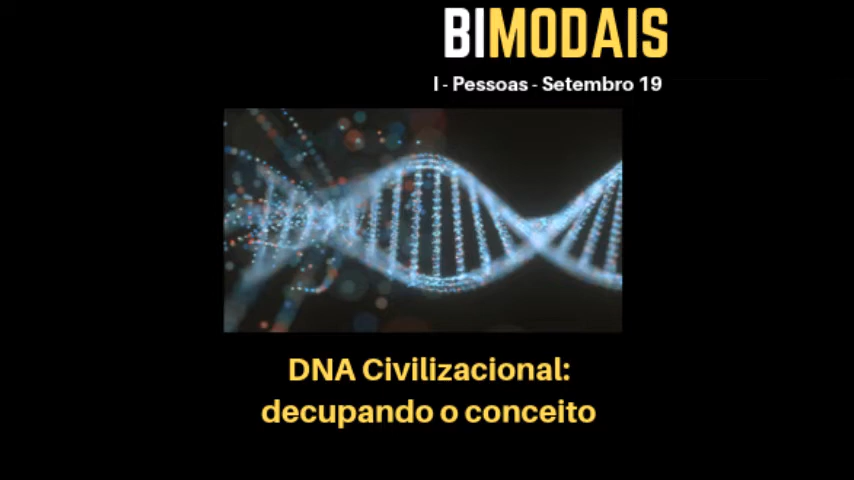 BIMODAIS
I - Pessoas - Setembro 19
DNA Civilizacional:
decupando o conceito